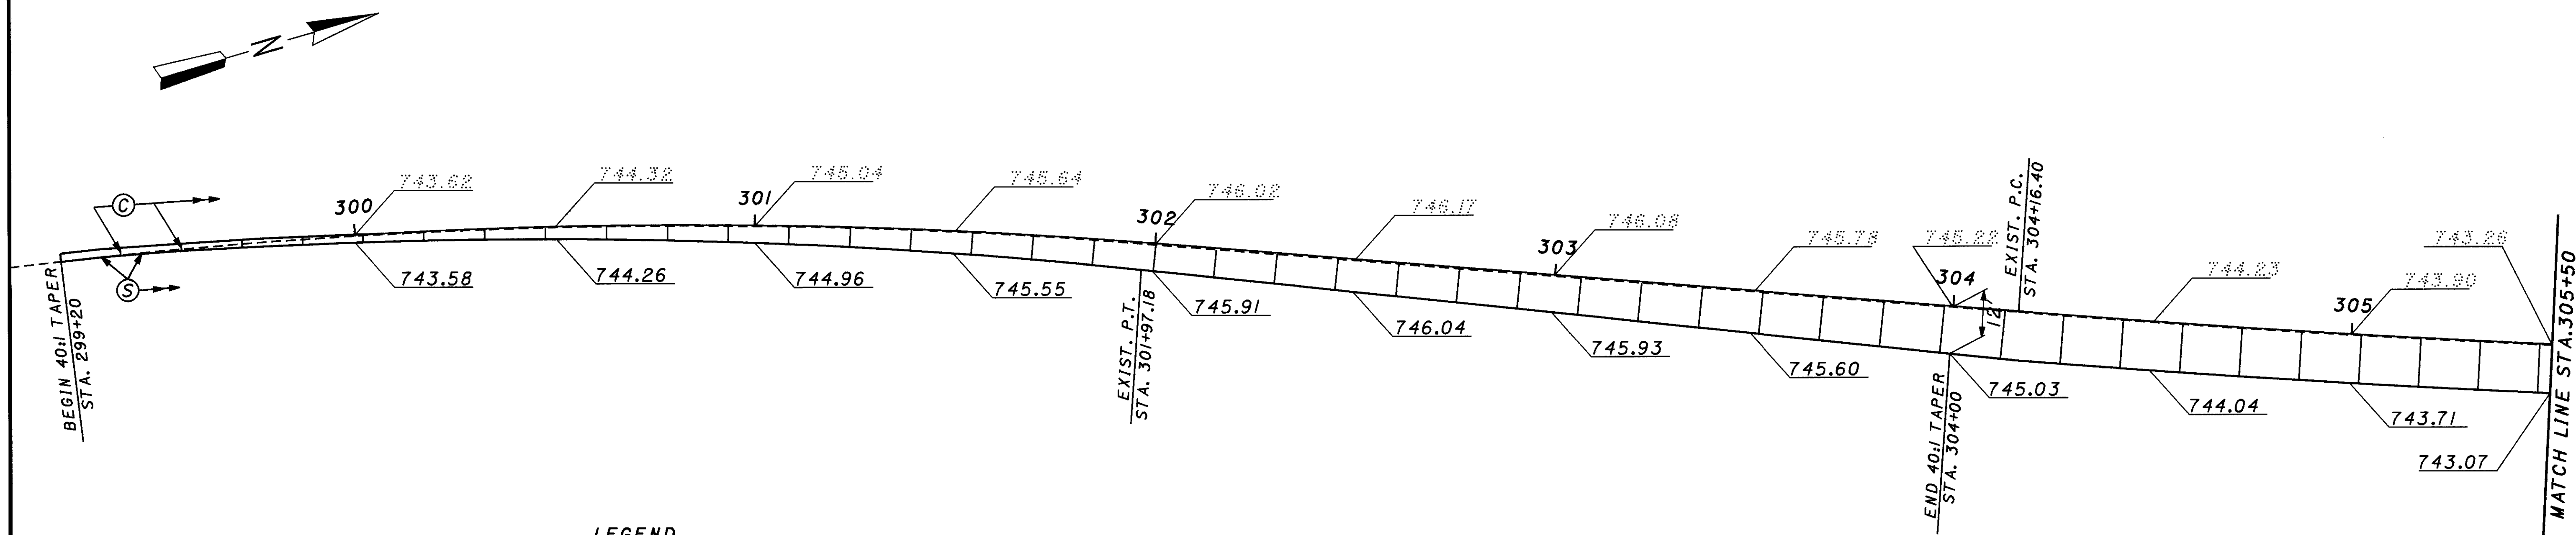 N
C
S
BEGIN 40:1 TAPER
STA. 299+20
300
743.62
743.58
744.32
744.26
301
745.04
744.96
745.64
745.55
EXIST. P.T.
STA. 301+97.18
302
746.02
745.91
746.17
746.04
303
746.08
745.93
745.78
745.60
745.22
304
12'
745.03
END 40:1 TAPER
STA. 304+00
EXIST. P.C.
STA. 304+16.40
744.23
744.04
305
743.90
743.71
743.26
743.07
MATCH LINE STA.305+50
LEGEND